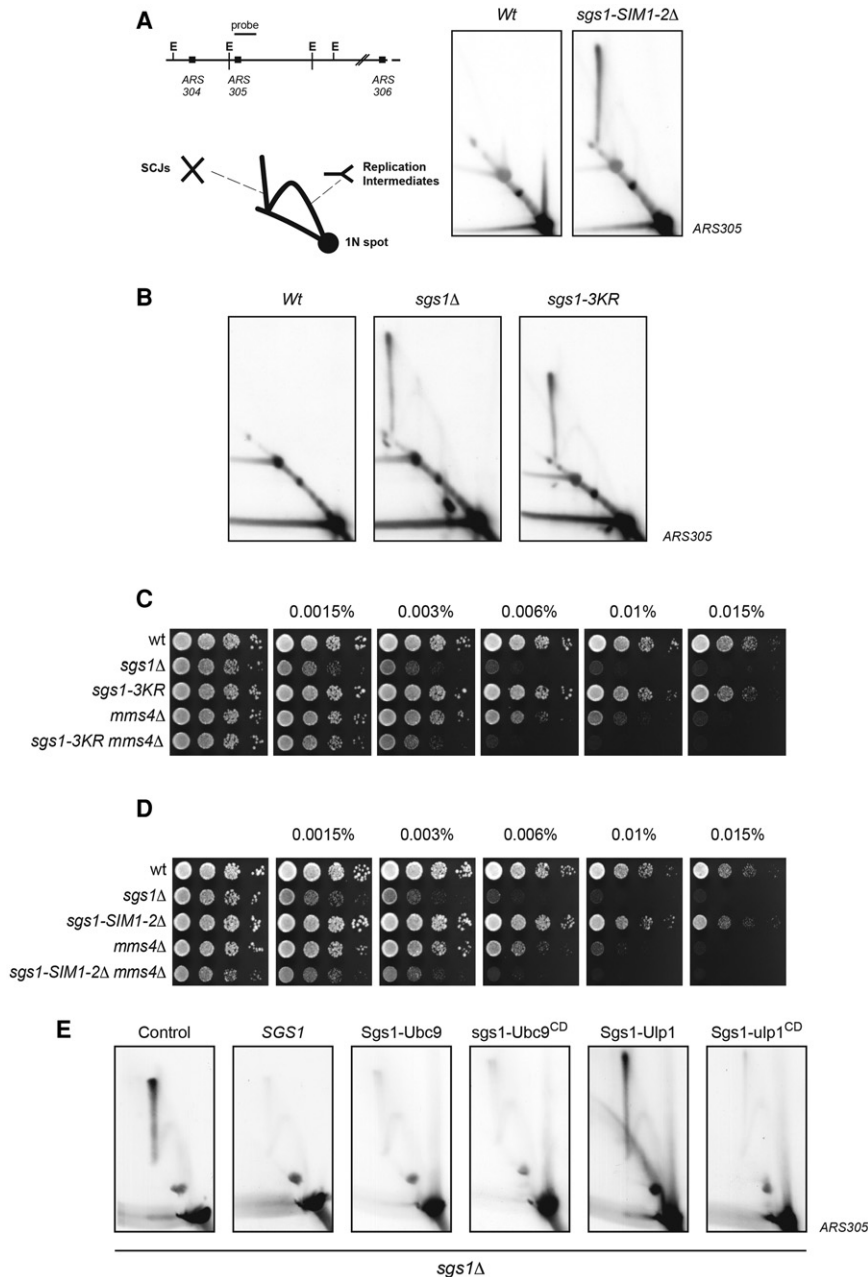 A
probe
E E E E
ARS 304
ARS 305
ARS 306
SCJs
Replication
Intermediates
1N spot
Wt
sgs1-SIM1-2Δ
ARS305
B
Wt
sgs1Δ
sgs1-3KR
ARS305
C
0.0015% 0.003% 0.006% 0.01% 0.015%
wt
sgs1Δ
sgs1-3KR
mms4Δ
sgs1-3KR mms4Δ
D
0.0015% 0.003% 0.006% 0.01% 0.015%
wt
sgs1Δ
sgs1-SIM1-2Δ
mms4Δ
sgs1-SIM1-2Δ mms4Δ
E
Control SGS1 Sgs1-Ubc9 sgs1-Ubc9CD Sgs1-Ulp1 Sgs1-ulp1CD
ARS305
sgs1Δ